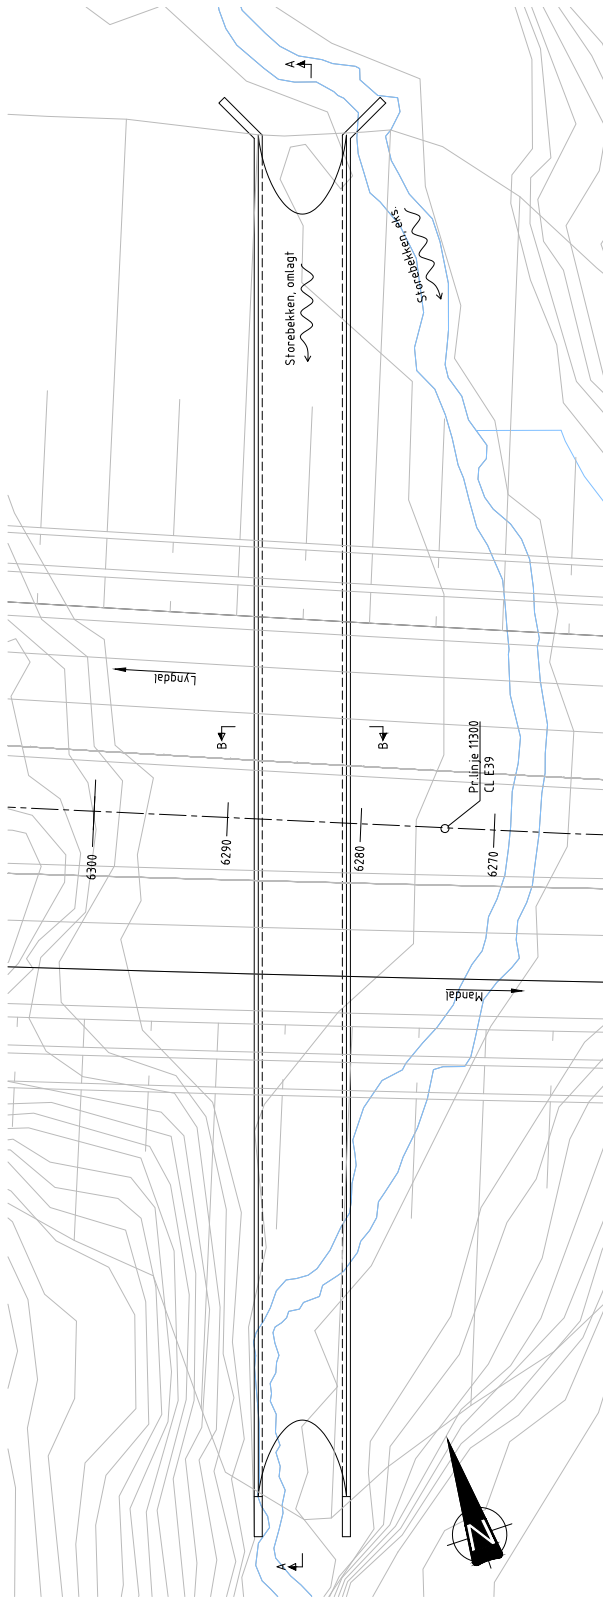 A
Storebekken, omlagt
Storebekken, eks.
Lyngdal
B
B
Pr.linje 11300
CL E39
6300
6290
6280
6270
Mandal
N
A